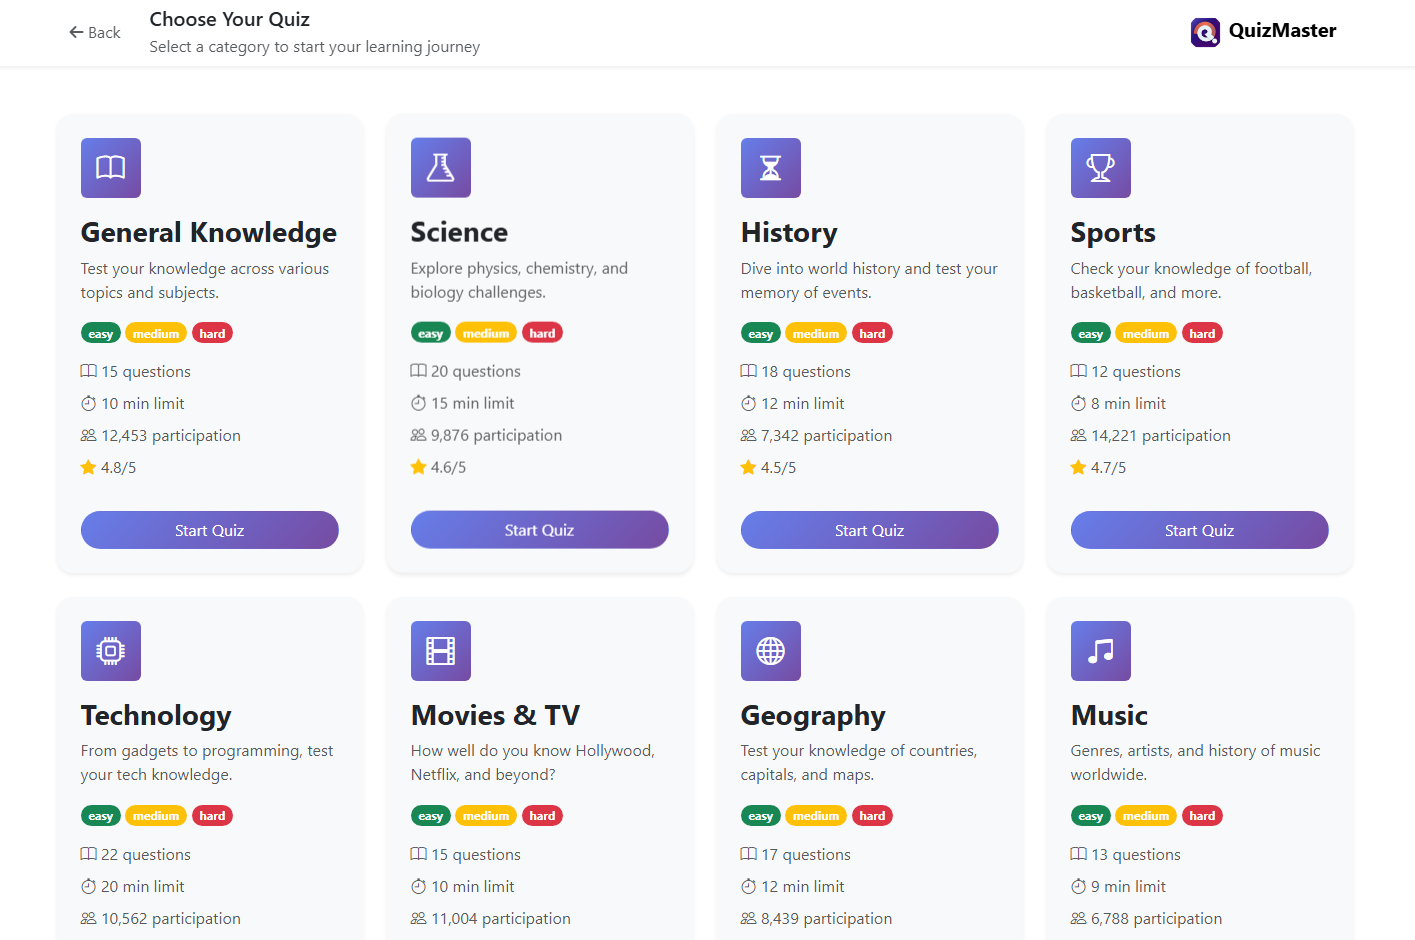 Back
Choose Your Quiz
Select a category to start your learning journey
QuizMaster
General Knowledge
Test your knowledge across various
topics and subjects.
easy medium hard
15 questions
10 min limit
12,453 participation
4.8/5
Start Quiz
Science
Explore physics, chemistry, and
biology challenges.
easy medium hard
20 questions
15 min limit
9,876 participation
4.6/5
Start Quiz
History
Dive into world history and test your
memory of events.
easy medium hard
18 questions
12 min limit
7,342 participation
4.5/5
Start Quiz
Sports
Check your knowledge of football,
basketball, and more.
easy medium hard
12 questions
8 min limit
14,221 participation
4.7/5
Start Quiz
Technology
From gadgets to programming, test
your tech knowledge.
easy medium hard
22 questions
20 min limit
10,562 participation
Movies & TV
How well do you know Hollywood,
Netflix, and beyond?
easy medium hard
15 questions
10 min limit
11,004 participation
Geography
Test your knowledge of countries,
capitals, and maps.
easy medium hard
17 questions
12 min limit
8,439 participation
Music
Genres, artists, and history of music
worldwide.
easy medium hard
13 questions
9 min limit
6,788 participation